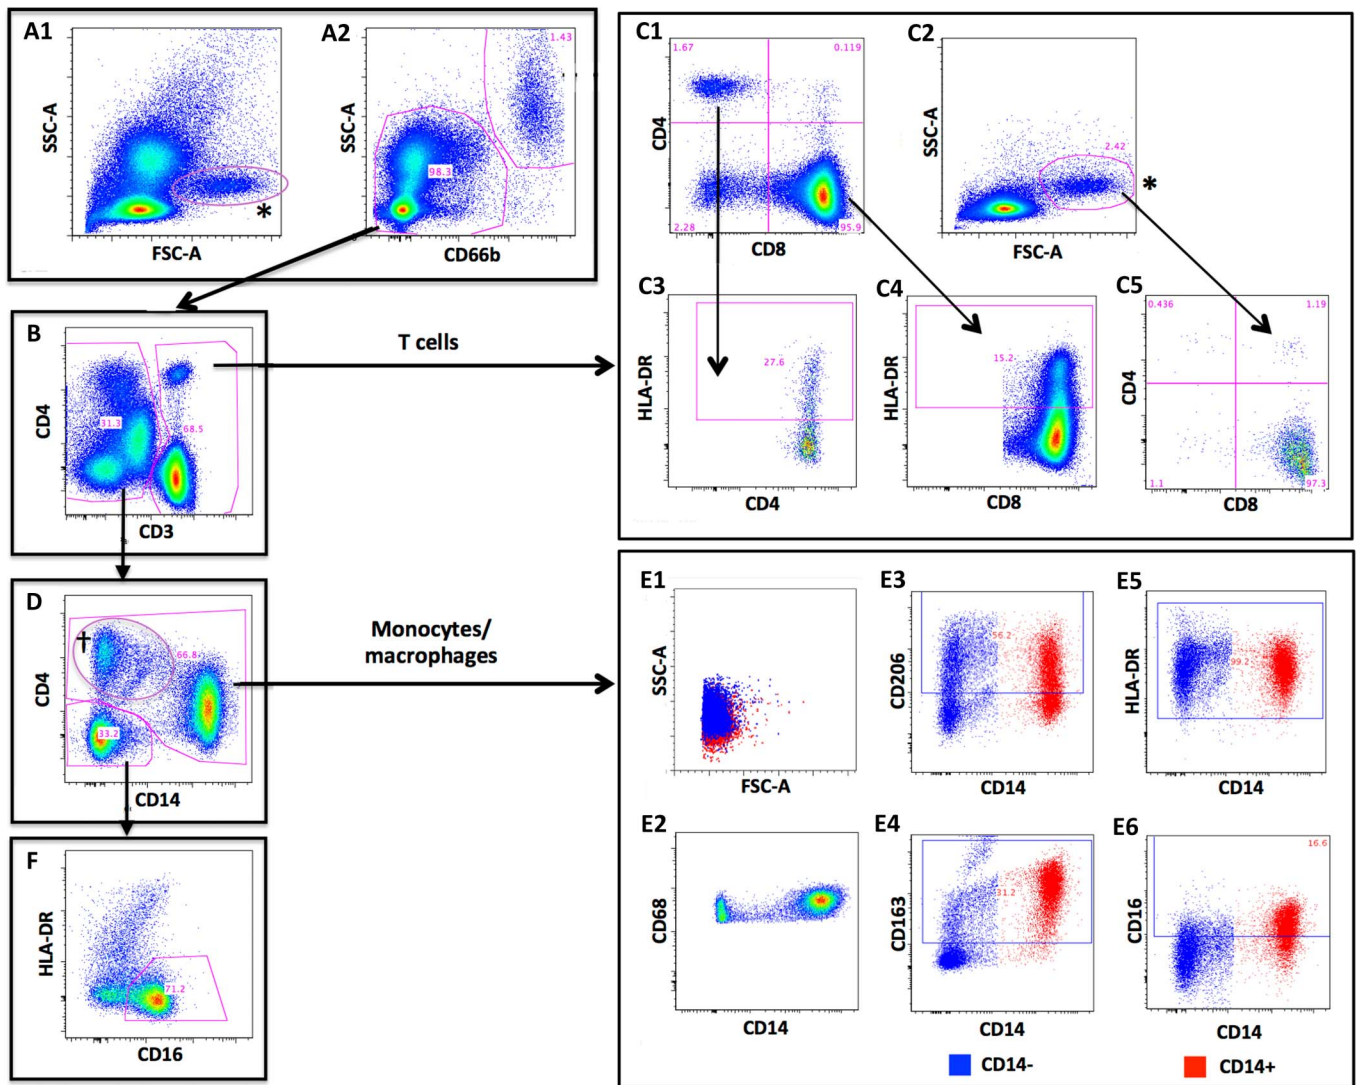 A1
SSC-A
FSC-A
*
A2
SSC-A
CD66b
1.43
98.3
B
CD4
CD3
31.3
68.5
T cells
C1
CD4
CD8
1.67
0.119
2.28
95.9
C2
SSC-A
FSC-A
2.42
*
C3
HLA-DR
CD4
27.6
C4
HLA-DR
CD8
15.2
C5
CD4
CD8
0.436
1.19
1.1
97.3
D
CD4
CD14
†
66.8
33.2
Monocytes/
macrophages
E1
SSC-A
FSC-A
E3
CD206
CD14
56.2
E5
HLA-DR
CD14
99.2
E2
CD68
CD14
E4
CD163
CD14
31.2
E6
CD16
CD14
16.6
F
HLA-DR
CD16
71.2
CD14-
CD14+